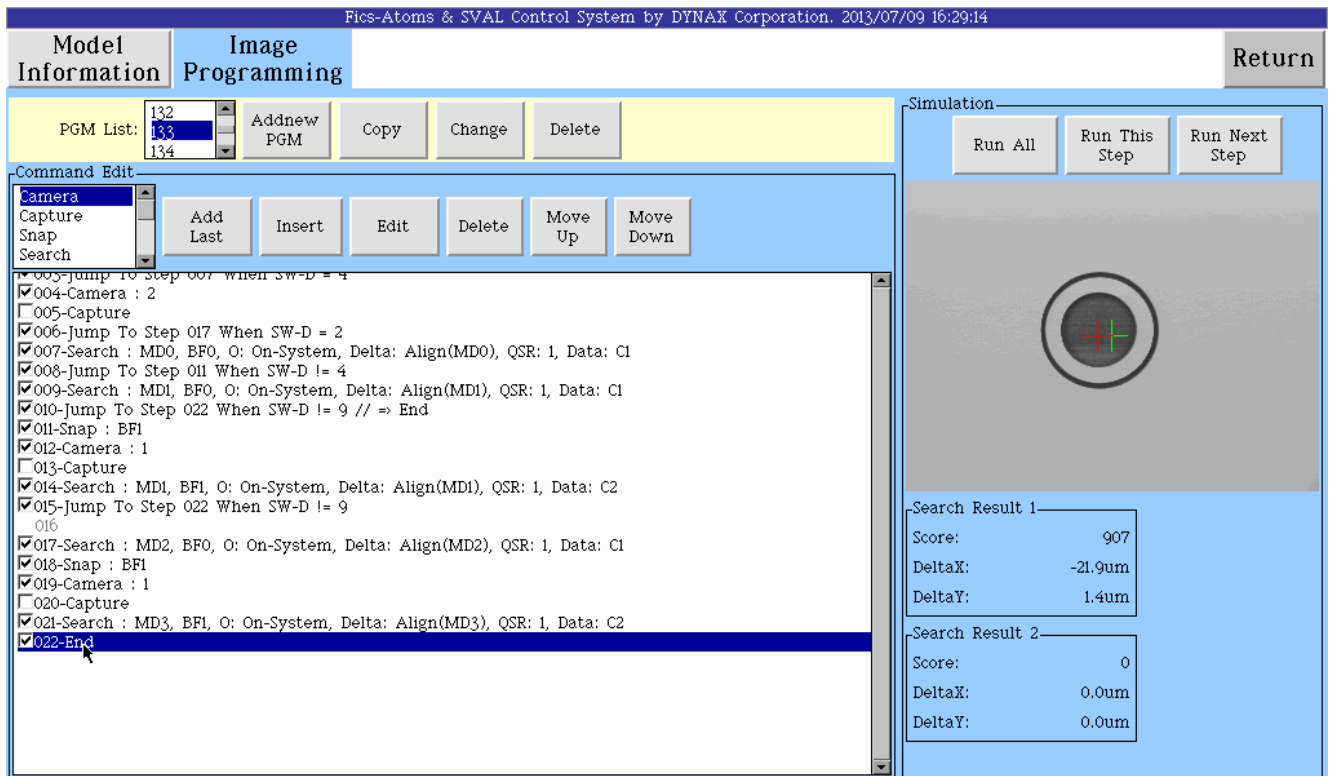 Fics-Atoms & SVAL Control System by DYNAX Corporation. 2013/07/09 16:29:14
Model Information
Image Programming
Return
PGM List:
132
133
134
Addnew PGM
Copy
Change
Delete
Command Edit
Camera
Capture
Snap
Search
Add Last
Insert
Edit
Delete
Move Up
Move Down
003-Jump To Step 007 When SW-D = 4
004-Camera : 2
005-Capture
006-Jump To Step 017 When SW-D = 2
007-Search : MD0, BF0, O: On-System, Delta: Align(MD0), QSR: 1, Data: C1
008-Jump To Step 011 When SW-D != 4
009-Search : MD1, BF0, O: On-System, Delta: Align(MD1), QSR: 1, Data: C1
010-Jump To Step 022 When SW-D != 9 // => End
011-Snap : BF1
012-Camera : 1
013-Capture
014-Search : MD1, BF1, O: On-System, Delta: Align(MD1), QSR: 1, Data: C2
015-Jump To Step 022 When SW-D != 9
016
017-Search : MD2, BF0, O: On-System, Delta: Align(MD2), QSR: 1, Data: C1
018-Snap : BF1
019-Camera : 1
020-Capture
021-Search : MD3, BF1, O: On-System, Delta: Align(MD3), QSR: 1, Data: C2
022-End
Simulation
Run All
Run This Step
Run Next Step
Search Result 1
Score: 907
DeltaX: -21.9um
DeltaY: 1.4um
Search Result 2
Score: 0
DeltaX: 0.0um
DeltaY: 0.0um